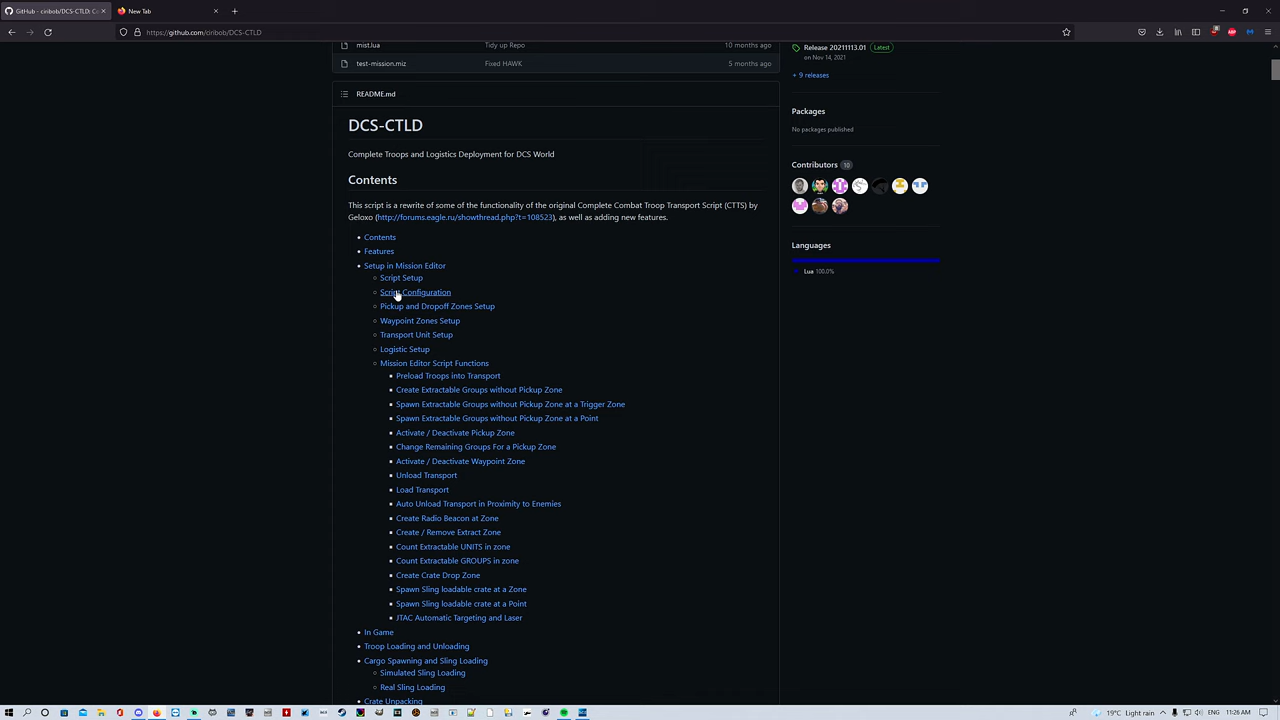 GitHub - ciribob/DCS-CTLD: C
New Tab
https://github.com/ciribob/DCS-CTLD
mist.lua
Tidy up Repo
10 months ago
test-mission.miz
Fixed HAWK
5 months ago
README.md
DCS-CTLD
Complete Troops and Logistics Deployment for DCS World
Contents
This script is a rewrite of some of the functionality of the original Complete Combat Troop Transport Script (CTTS) by
Geloxo (http://forums.eagle.ru/showthread.php?t=108523), as well as adding new features.
Contents
Features
Setup in Mission Editor
Script Setup
Script Configuration
Pickup and Dropoff Zones Setup
Waypoint Zones Setup
Transport Unit Setup
Logistic Setup
Mission Editor Script Functions
Preload Troops into Transport
Create Extractable Groups without Pickup Zone
Spawn Extractable Groups without Pickup Zone at a Trigger Zone
Spawn Extractable Groups without Pickup Zone at a Point
Activate / Deactivate Pickup Zone
Change Remaining Groups For a Pickup Zone
Activate / Deactivate Waypoint Zone
Unload Transport
Load Transport
Auto Unload Transport in Proximity to Enemies
Create Radio Beacon at Zone
Create / Remove Extract Zone
Count Extractable UNITS in zone
Count Extractable GROUPS in zone
Create Crate Drop Zone
Spawn Sling loadable crate at a Zone
Spawn Sling loadable crate at a Point
JTAC Automatic Targeting and Laser
In Game
Troop Loading and Unloading
Cargo Spawning and Sling Loading
Simulated Sling Loading
Real Sling Loading
Crate Unpacking
Release 20211113.01 Latest
on Nov 14, 2021
+ 9 releases
Packages
No packages published
Contributors 10
Languages
Lua 100.0%
19°C Light rain
ENG
11:26 AM